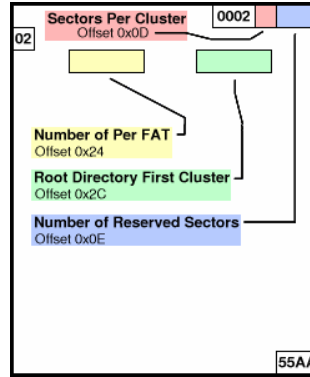 Sectors Per Cluster
Offset 0x0D
0002
02
Number of Per FAT
Offset 0x24
Root Directory First Cluster
Offset 0x2C
Number of Reserved Sectors
Offset 0x0E
55AA